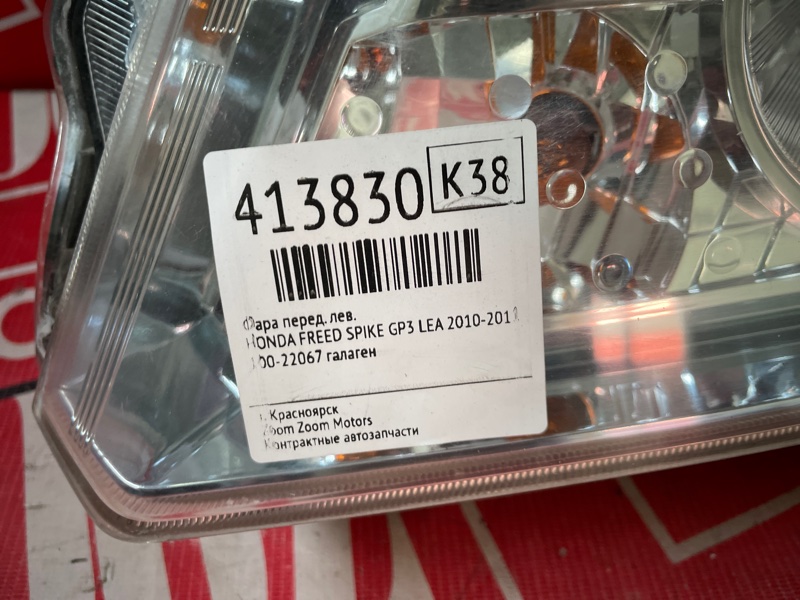 413830 K38
Фара перед. лев.
HONDA FREED SPIKE GP3 LEA 2010-201
100-22067 галаген
г. Красноярск
Zoom Zoom Motors
Контрактные автозапчасти